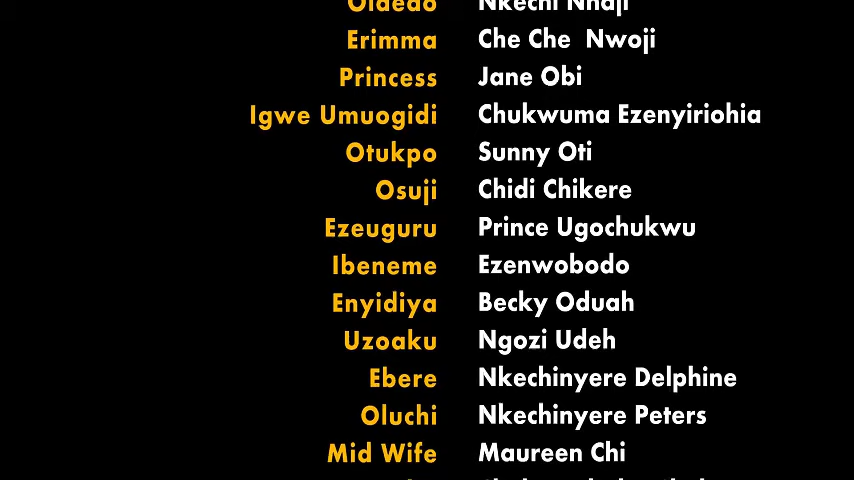 Erimma Che Che Nwoji
Princess Jane Obi
Igwe Umuogidi Chukwuma Ezenyiriohia
Otukpo Sunny Oti
Osuji Chidi Chikere
Ezeuguru Prince Ugochukwu
Ibeneme Ezenwobodo
Enyidiya Becky Oduah
Uzoaku Ngozi Udeh
Ebere Nkechinyere Delphine
Oluchi Nkechinyere Peters
Mid Wife Maureen Chi